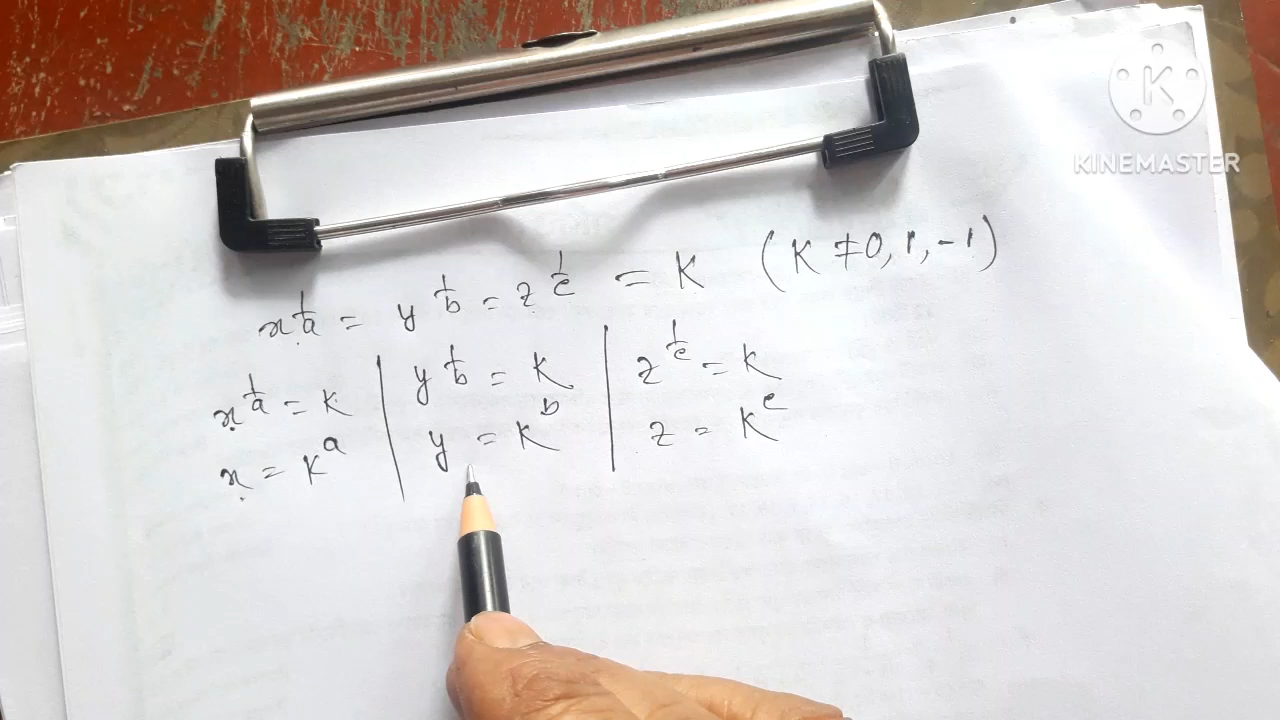 K
KINEMASTER
x^{1/a} = y^{1/b} = z^{1/c} = K (K ≠ 0, 1, -1)
x^{1/a} = K | y^{1/b} = K | z^{1/c} = K
x = K^a | y = K^b | z = K^c